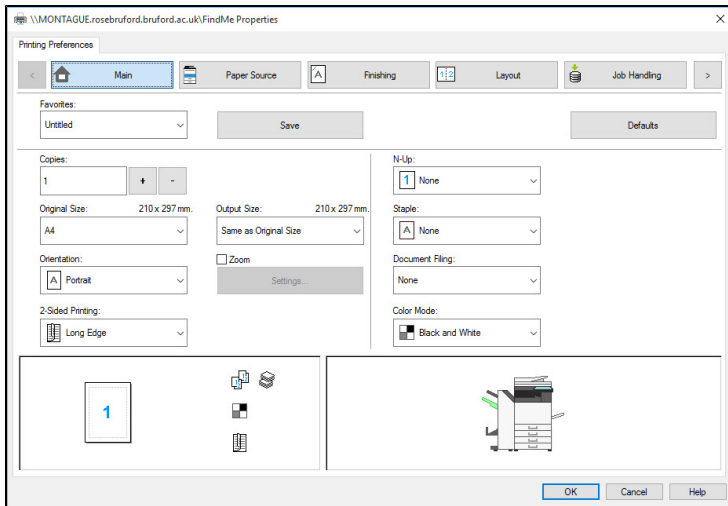 \\MONTAGUE.rosebruford.bruford.ac.uk\FindMe Properties
Printing Preferences
< Main Paper Source A Finishing 1 2 Layout Job Handling >
Favorites:
Untitled Save Defaults
Copies: N-Up:
1 + - 1 None
Original Size: 210 x 297 mm. Output Size: 210 x 297 mm. Staple:
A4 Same as Original Size A None
Orientation: Zoom Document Filing:
A Portrait Settings... None
2-Sided Printing: Color Mode:
Long Edge Black and White
1
OK Cancel Help